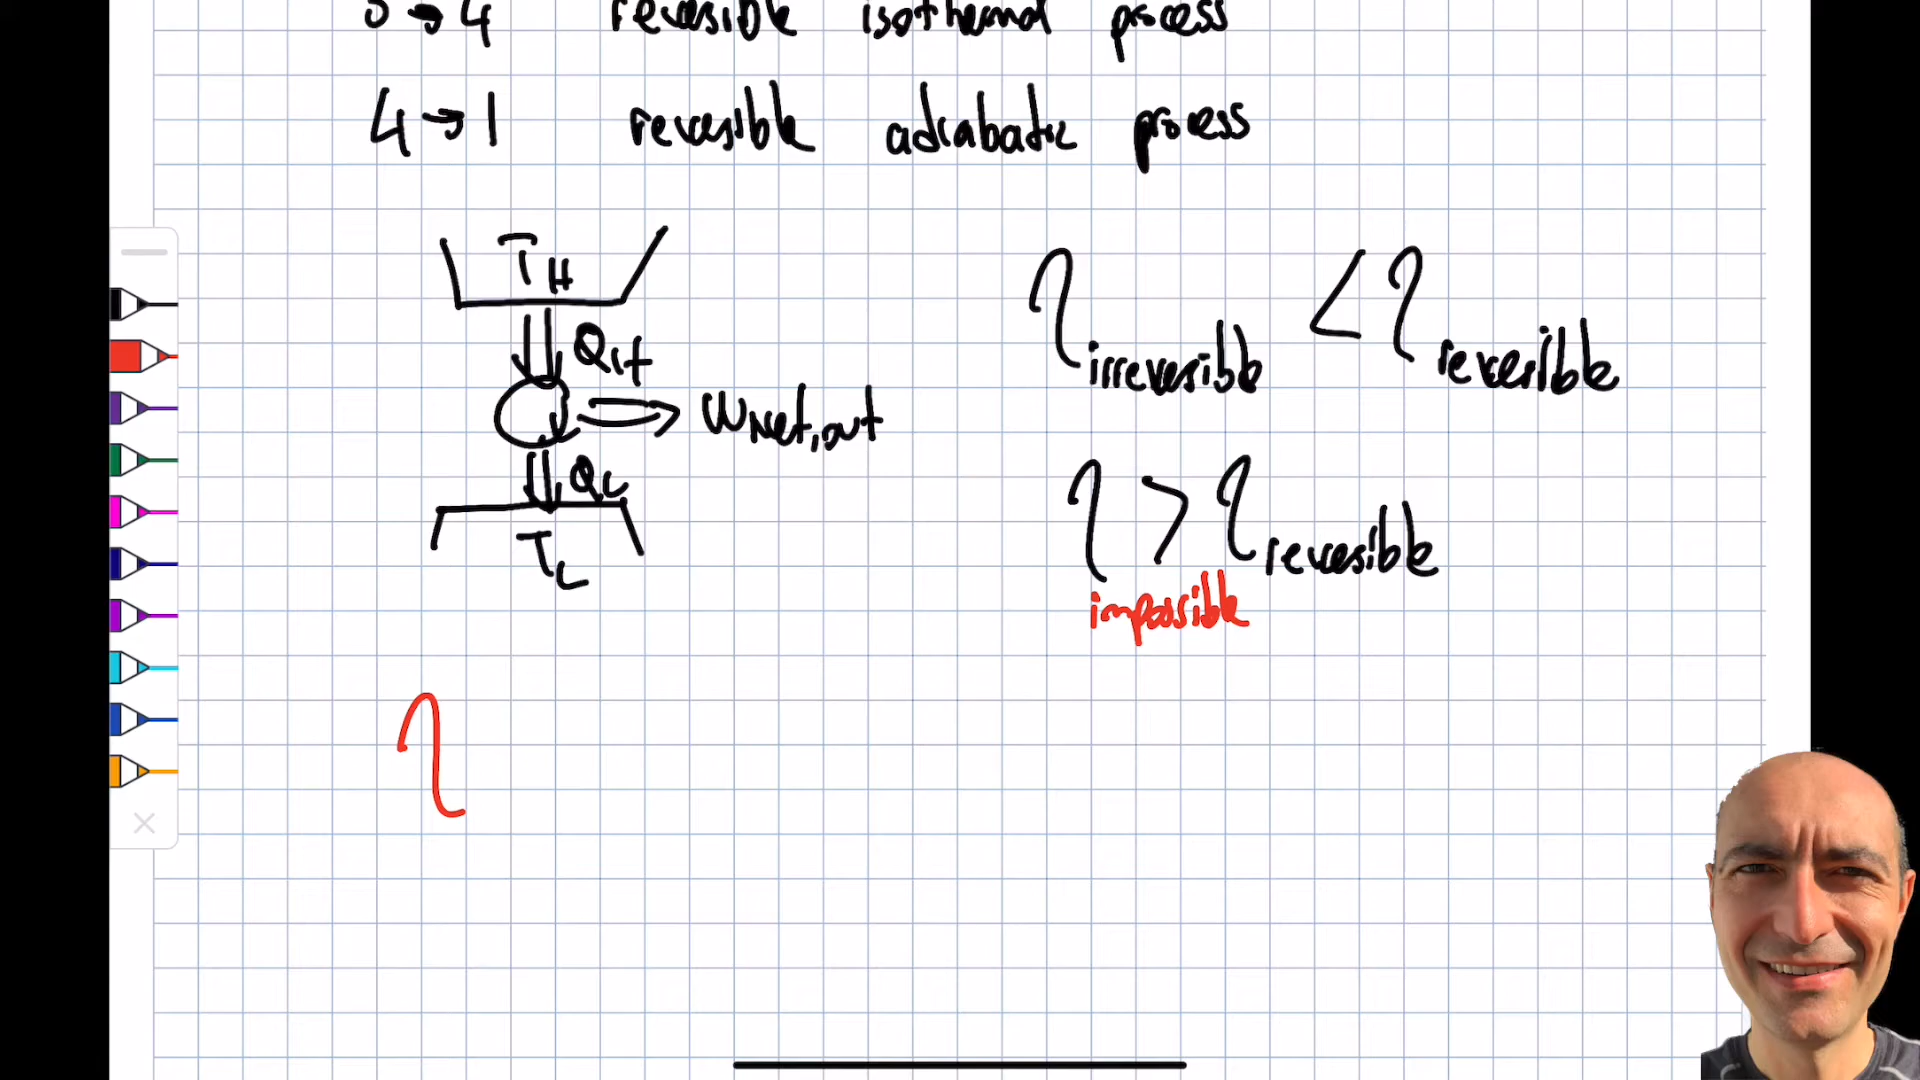 3 → 4 reversible isothermal process
4 → 1 reversible adiabatic process
T_H
Q_H
W_Net,out
Q_L
T_L
η_irreversible < η_reversible
η > η_reversible
impossible
η